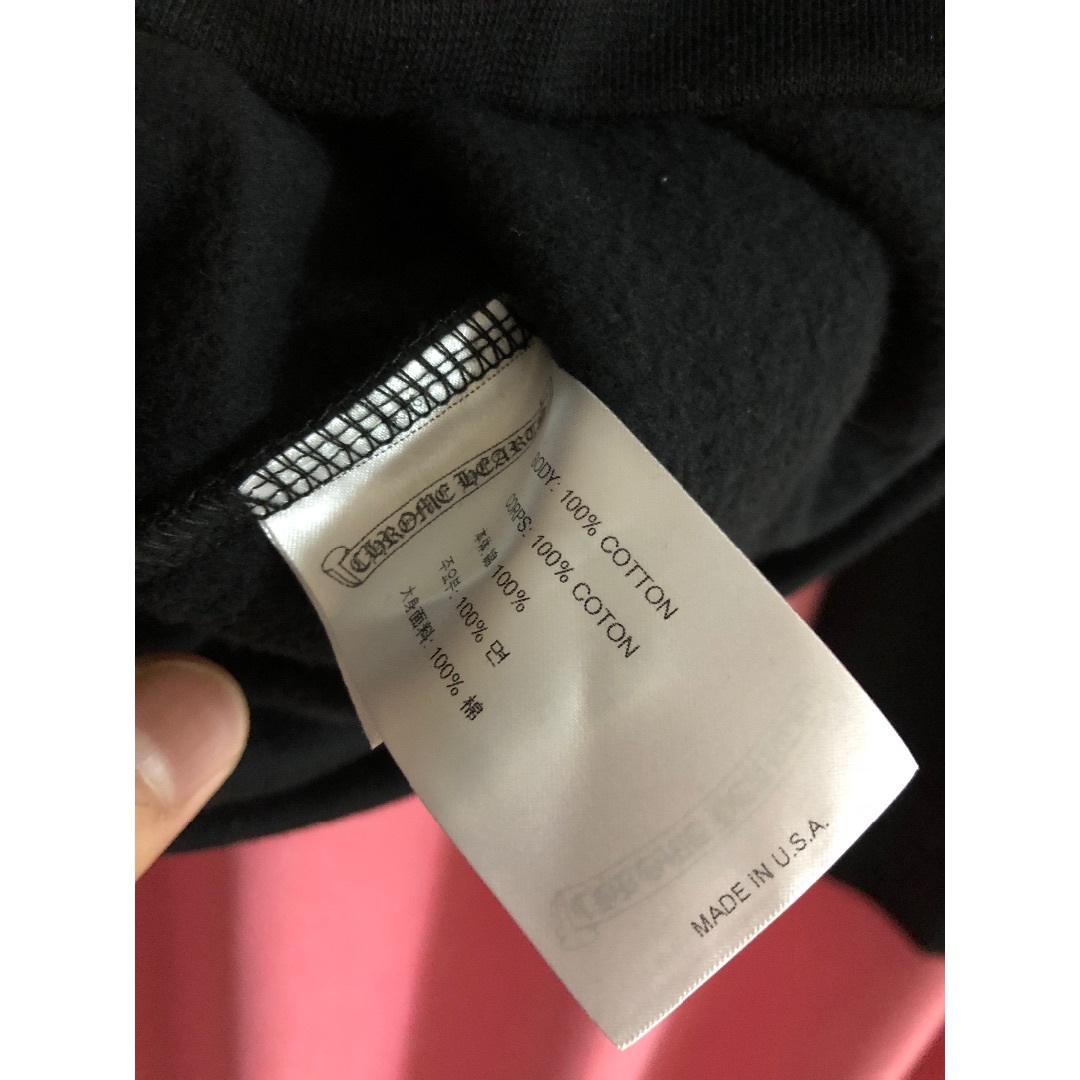 CHROME HEART
BODY: 100% COTTON
CORPS: 100% COTON
本体 綿 100%
주요부: 100% 면
大身面料: 100% 棉
MADE IN U.S.A.